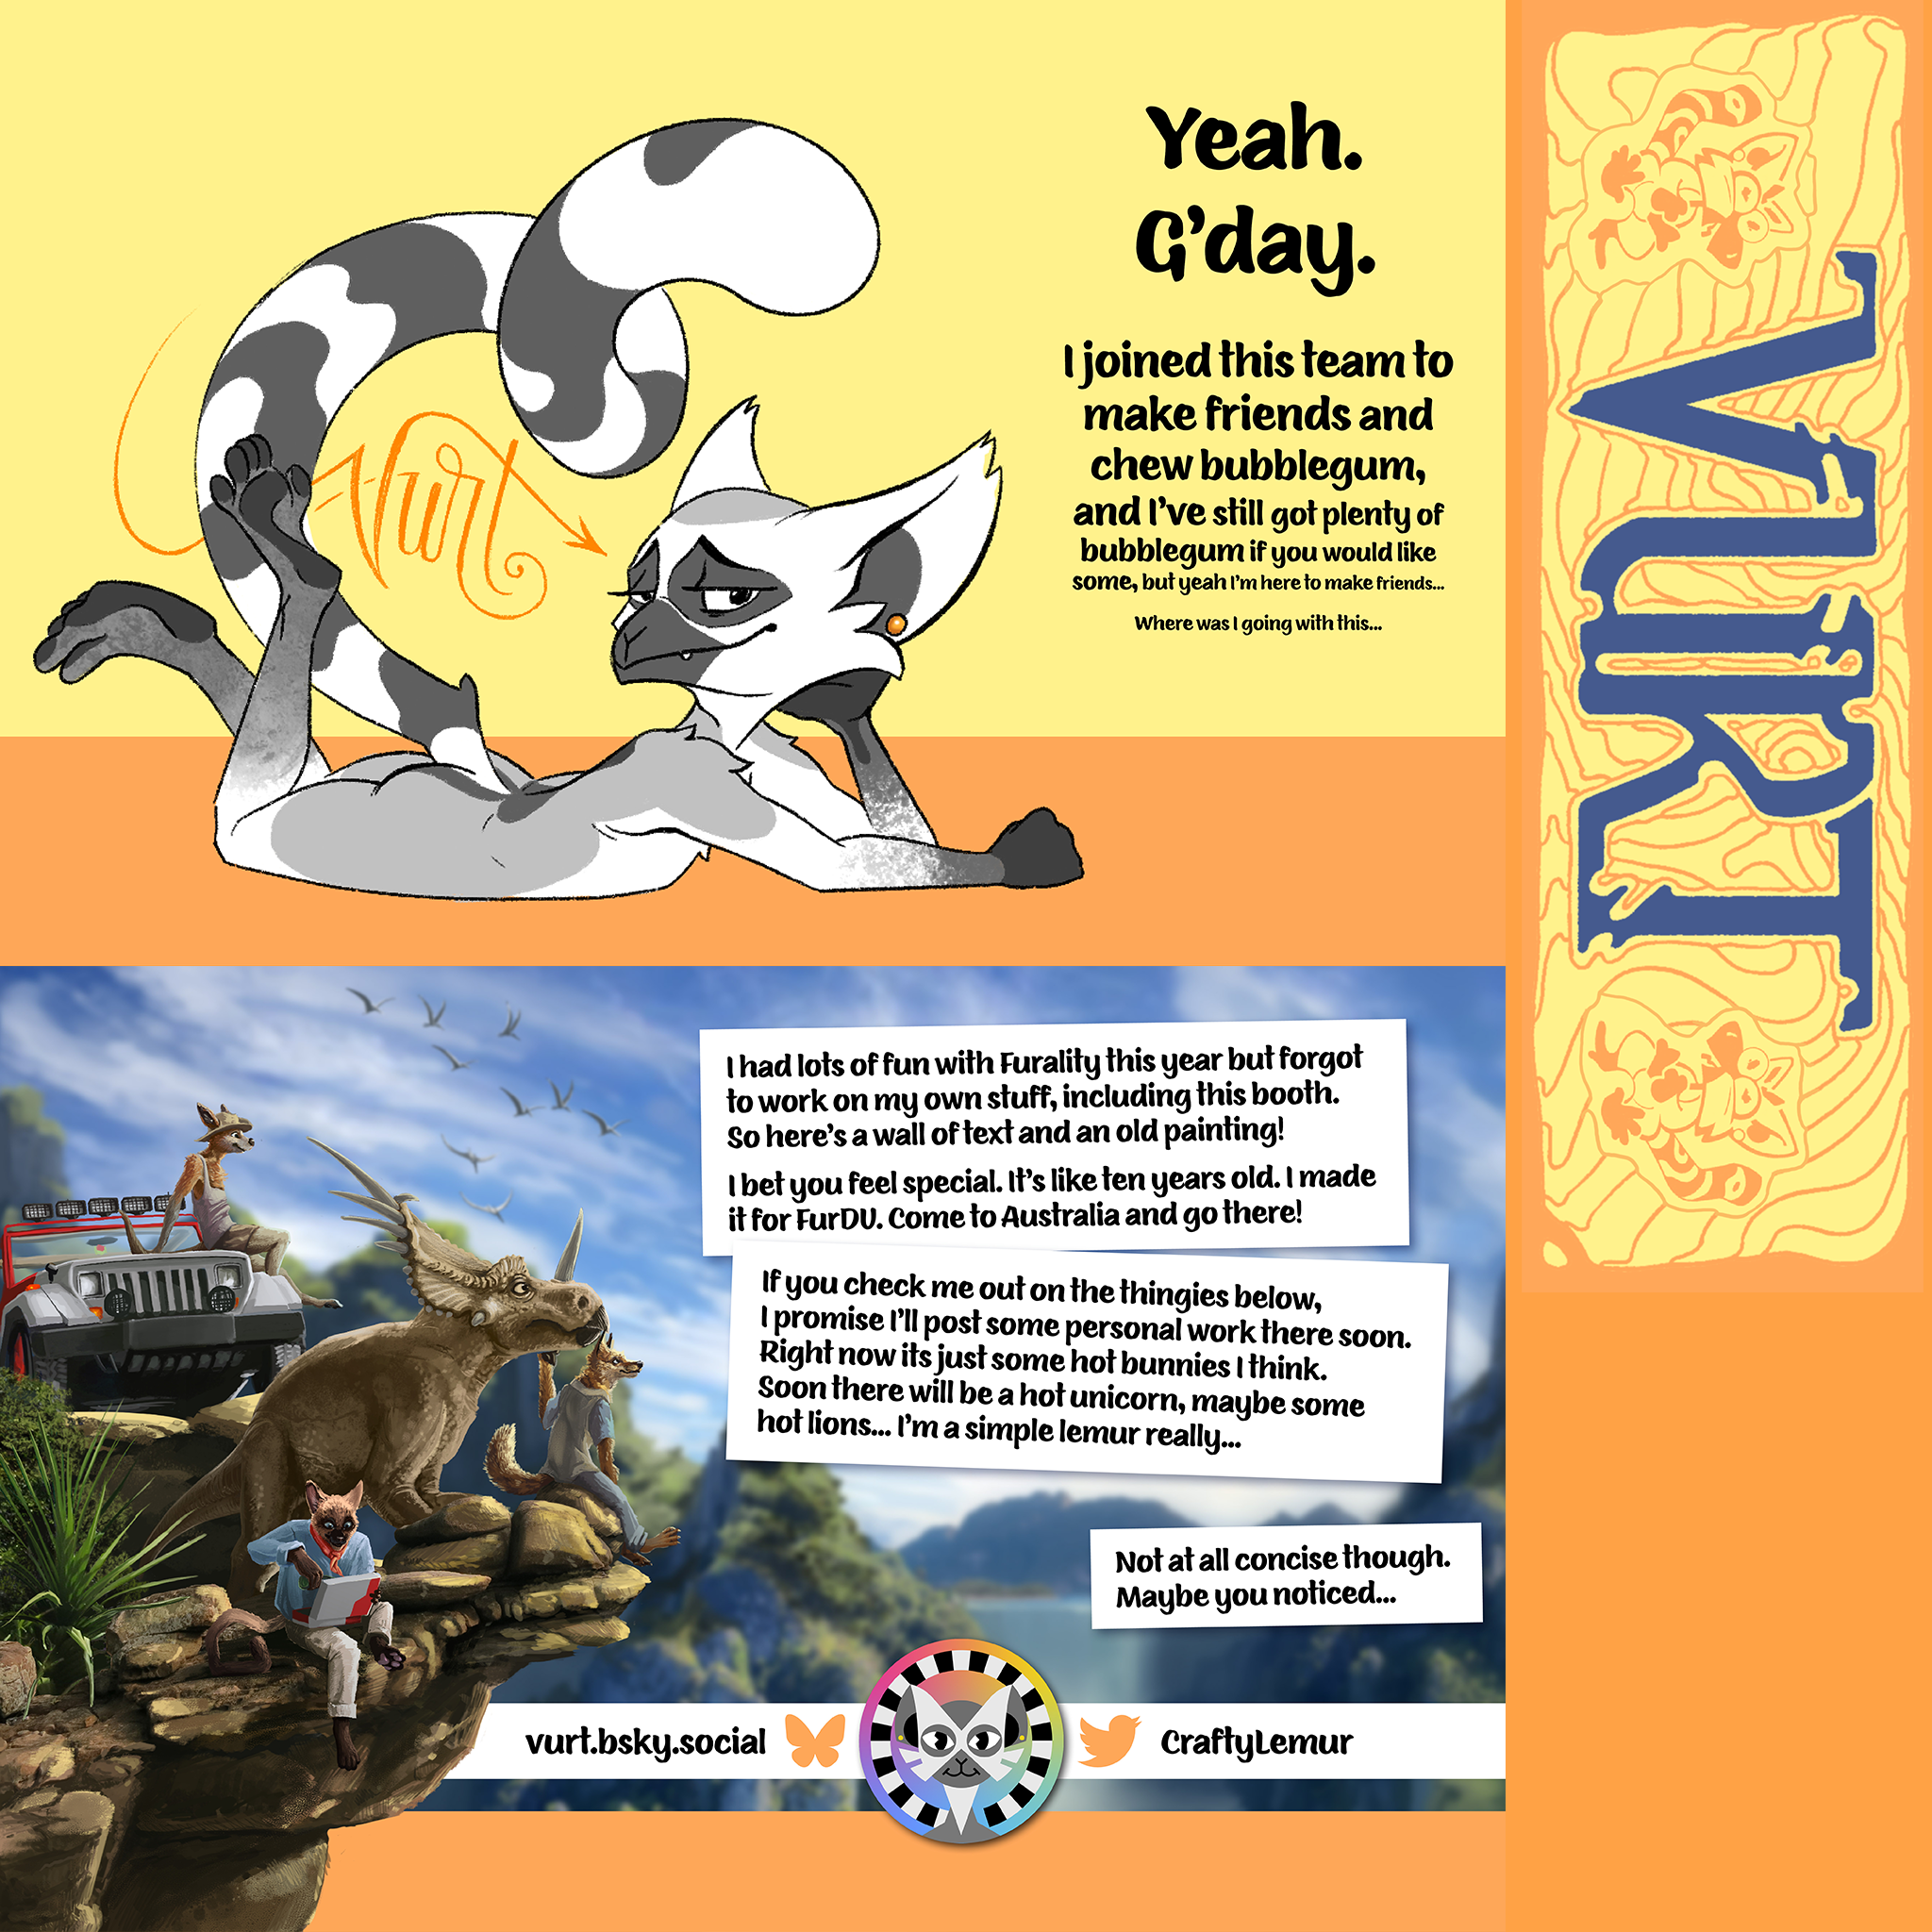 Yeah.
G'day.
I joined this team to
make friends and
chew bubblegum,
and I've still got plenty of
bubblegum if you would like
some, but yeah I'm here to make friends...
Where was I going with this...
Vurt
VURT
I had lots of fun with Furality this year but forgot
to work on my own stuff, including this booth.
So here's a wall of text and an old painting!
I bet you feel special. It's like ten years old. I made
it for FurDU. Come to Australia and go there!
If you check me out on the thingies below,
I promise I'll post some personal work there soon.
Right now its just some hot bunnies I think.
Soon there will be a hot unicorn, maybe some
hot lions... I'm a simple lemur really...
Not at all concise though.
Maybe you noticed...
vurt.bsky.social
CraftyLemur